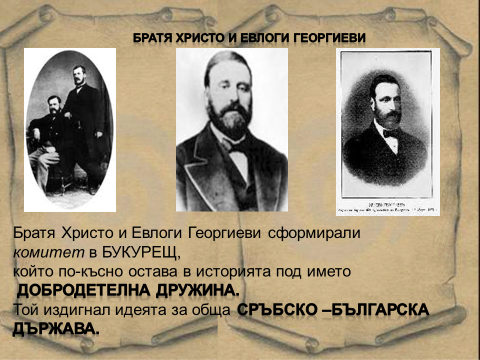 БРАТЯ ХРИСТО И ЕВЛОГИ ГЕОРГИЕВИ
Братя Христо и Евлоги Георгиеви сформирали
комитет в БУКУРЕЩ,
който по-късно остава в историята под името
ДОБРОДЕТЕЛНА ДРУЖИНА.
Той издигнал идеята за обща СРЪБСКО –БЪЛГАРСКА
ДЪРЖАВА.